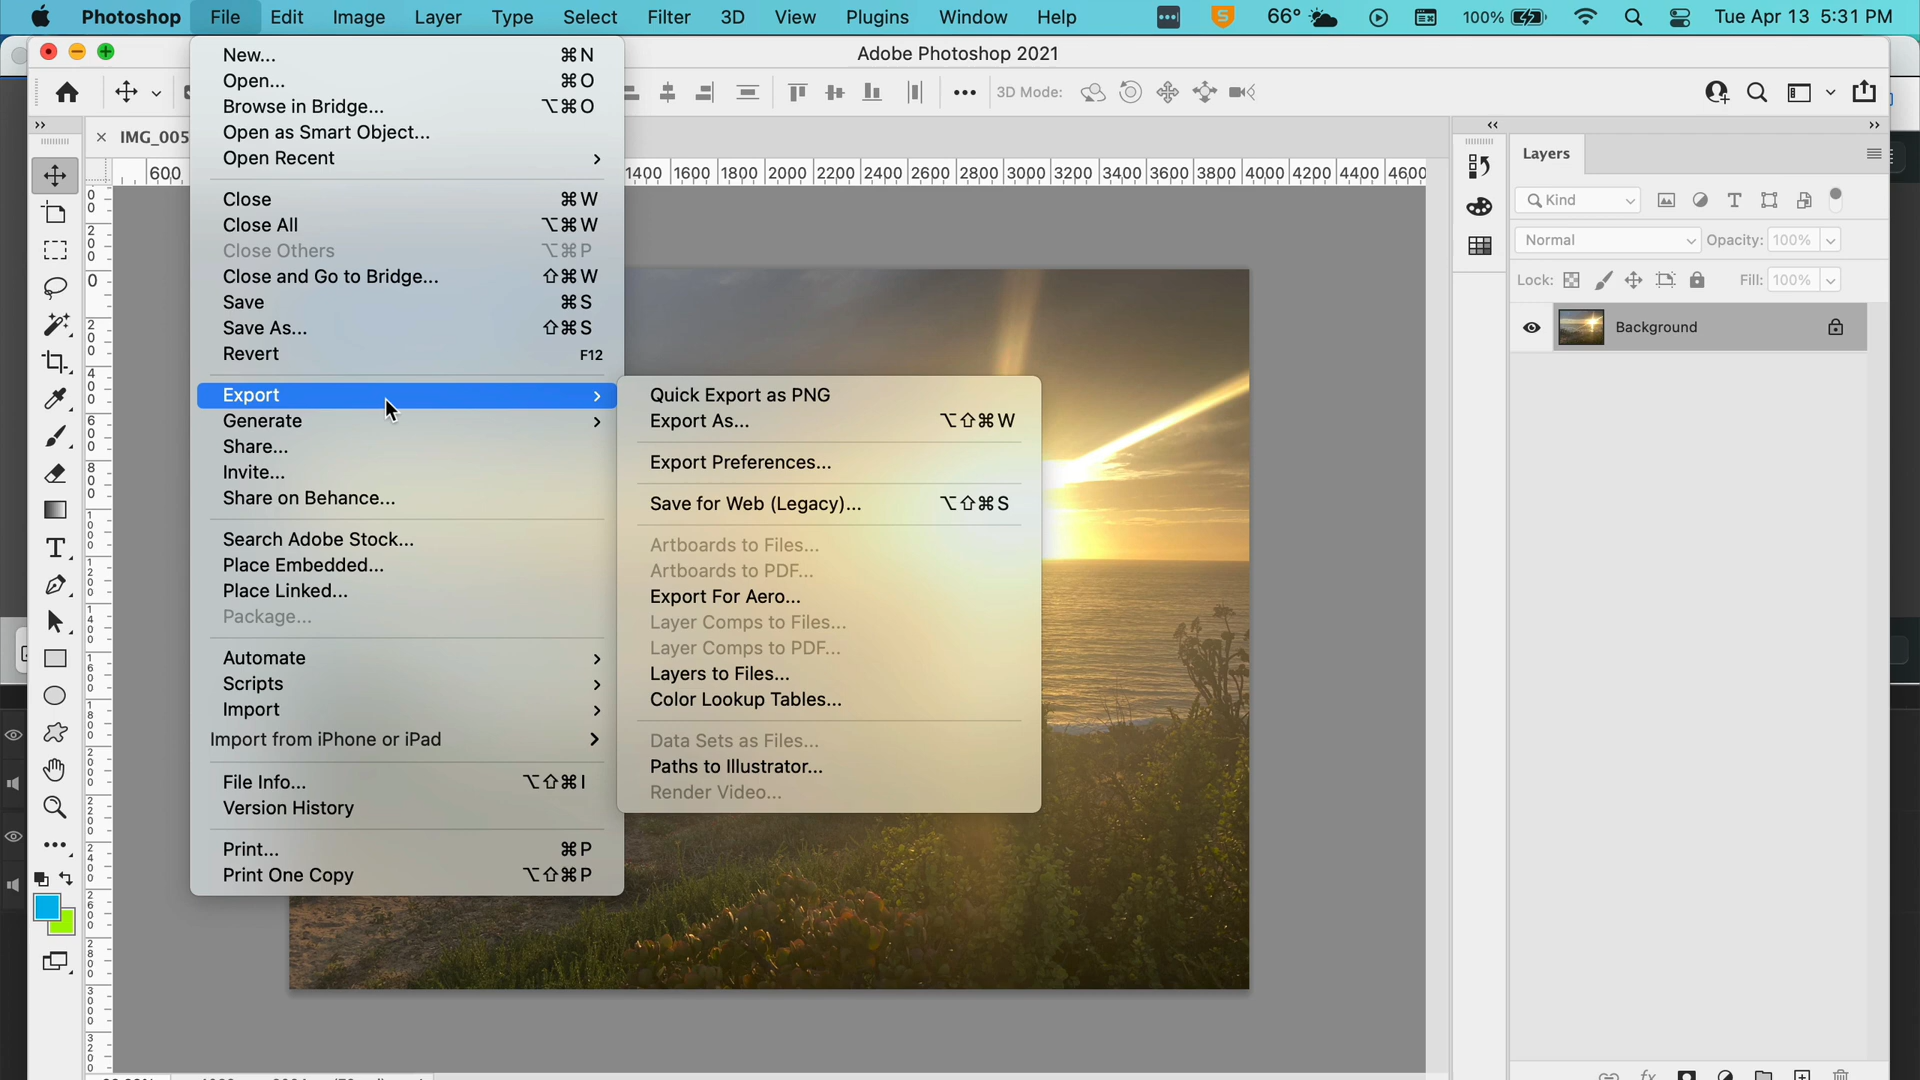 Photoshop File Edit Image Layer Type Select Filter 3D View Plugins Window Help 66° 100% Tue Apr 13 5:31 PM
Adobe Photoshop 2021
3D Mode:
IMG_005
600 1400 1600 1800 2000 2200 2400 2600 2800 3000 3200 3400 3600 3800 4000 4200 4400 4600
New... ⌘N
Open... ⌘O
Browse in Bridge... ⌥⌘O
Open as Smart Object...
Open Recent >
Close ⌘W
Close All ⌥⌘W
Close Others ⌥⌘P
Close and Go to Bridge... ⇧⌘W
Save ⌘S
Save As... ⇧⌘S
Revert F12
Export >
Generate >
Share...
Invite...
Share on Behance...
Search Adobe Stock...
Place Embedded...
Place Linked...
Package...
Automate >
Scripts >
Import >
Import from iPhone or iPad >
File Info... ⌥⇧⌘I
Version History
Print... ⌘P
Print One Copy ⌥⇧⌘P
Quick Export as PNG
Export As... ⌥⇧⌘W
Export Preferences...
Save for Web (Legacy)... ⌥⇧⌘S
Artboards to Files...
Artboards to PDF...
Export For Aero...
Layer Comps to Files...
Layer Comps to PDF...
Layers to Files...
Color Lookup Tables...
Data Sets as Files...
Paths to Illustrator...
Render Video...
Layers
Kind
Normal Opacity: 100%
Lock: Fill: 100%
Background